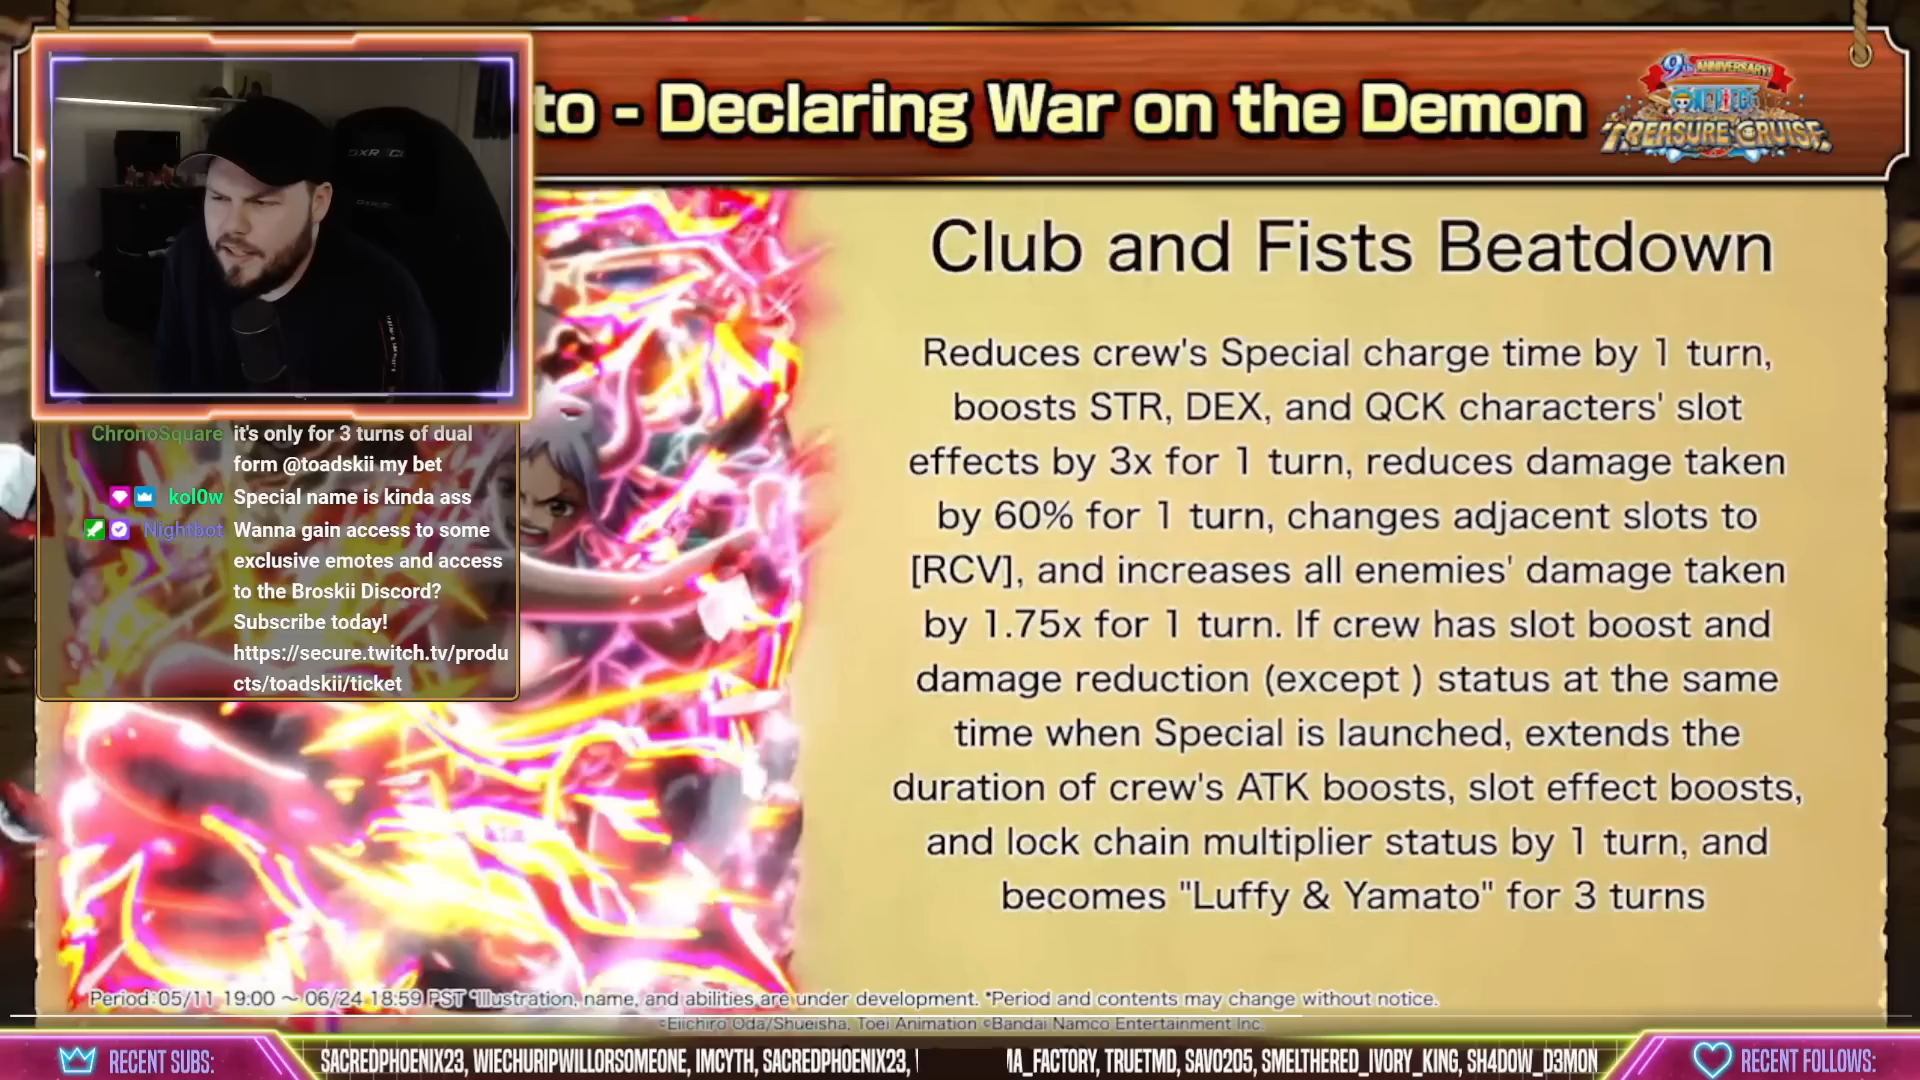 to - Declaring War on the Demon
9th ANNIVERSARY!
ONE PIECE
TREASURE CRUISE
Club and Fists Beatdown
Reduces crew's Special charge time by 1 turn,
boosts STR, DEX, and QCK characters' slot
effects by 3x for 1 turn, reduces damage taken
by 60% for 1 turn, changes adjacent slots to
[RCV], and increases all enemies' damage taken
by 1.75x for 1 turn. If crew has slot boost and
damage reduction (except ) status at the same
time when Special is launched, extends the
duration of crew's ATK boosts, slot effect boosts,
and lock chain multiplier status by 1 turn, and
becomes "Luffy & Yamato" for 3 turns
ChronoSquare it's only for 3 turns of dual
form @toadskii my bet
kol0w Special name is kinda ass
Nightbot Wanna gain access to some
exclusive emotes and access
to the Broskii Discord?
Subscribe today!
https://secure.twitch.tv/produ
cts/toadskii/ticket
Period:05/11 19:00 ~ 06/24 18:59 PST *Illustration, name, and abilities are under development. *Period and contents may change without notice.
©Eiichiro Oda/Shueisha, Toei Animation ©Bandai Namco Entertainment Inc.
RECENT SUBS: SACREDPHOENIX23, WIECHURIPWILLORSOMEONE, IMCYTH, SACREDPHOENIX23,
MA_FACTORY, TRUETMD, SAVO205, SMELTHERED_IVORY_KING, SH4D0W_D3MON RECENT FOLLOWS: